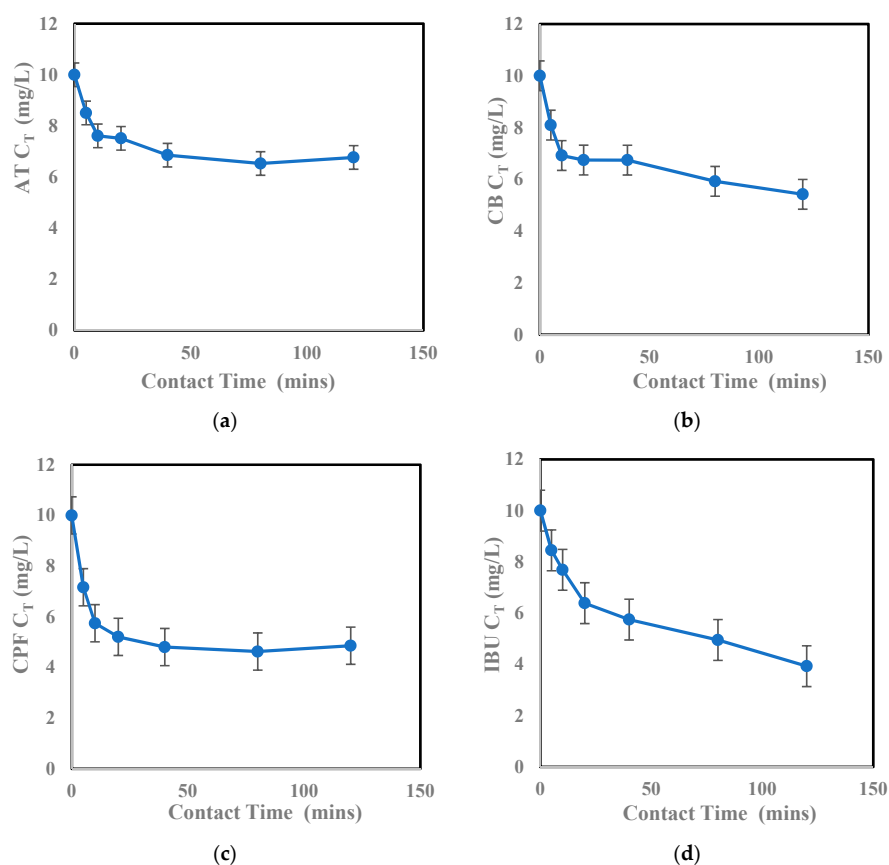 12
10
8
6
4
2
0
AT C_T (mg/L)
0 50 100 150
Contact Time (mins)
(a)
12
10
8
6
4
2
0
CB C_T (mg/L)
0 50 100 150
Contact Time (mins)
(b)
12
10
8
6
4
2
0
CPF C_T (mg/L)
0 50 100 150
Contact Time (mins)
(c)
12
10
8
6
4
2
0
IBU C_T (mg/L)
0 50 100 150
Contact Time (mins)
(d)